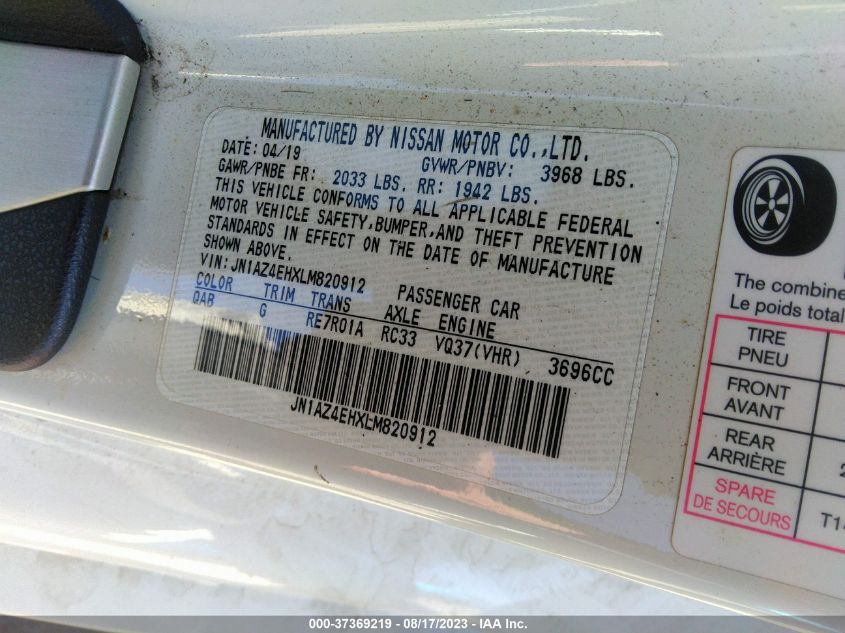 MANUFACTURED BY NISSAN MOTOR CO.,LTD.
DATE: 04/19 GVWR/PNBV: 3968 LBS.
GAWR/PNBE FR: 2033 LBS. RR: 1942 LBS.
THIS VEHICLE CONFORMS TO ALL APPLICABLE FEDERAL
MOTOR VEHICLE SAFETY,BUMPER,AND THEFT PREVENTION
STANDARDS IN EFFECT ON THE DATE OF MANUFACTURE
SHOWN ABOVE.
VIN:JN1AZ4EHXLM820912 PASSENGER CAR
COLOR TRIM TRANS AXLE ENGINE
QAB G RE7R01A RC33 VQ37(VHR) 3696CC
JN1AZ4EHXLM820912
The combine
Le poids total
TIRE
PNEU
FRONT
AVANT
REAR
ARRIÈRE
SPARE
DE SECOURS
000-37369219 - 08/17/2023 - IAA Inc.